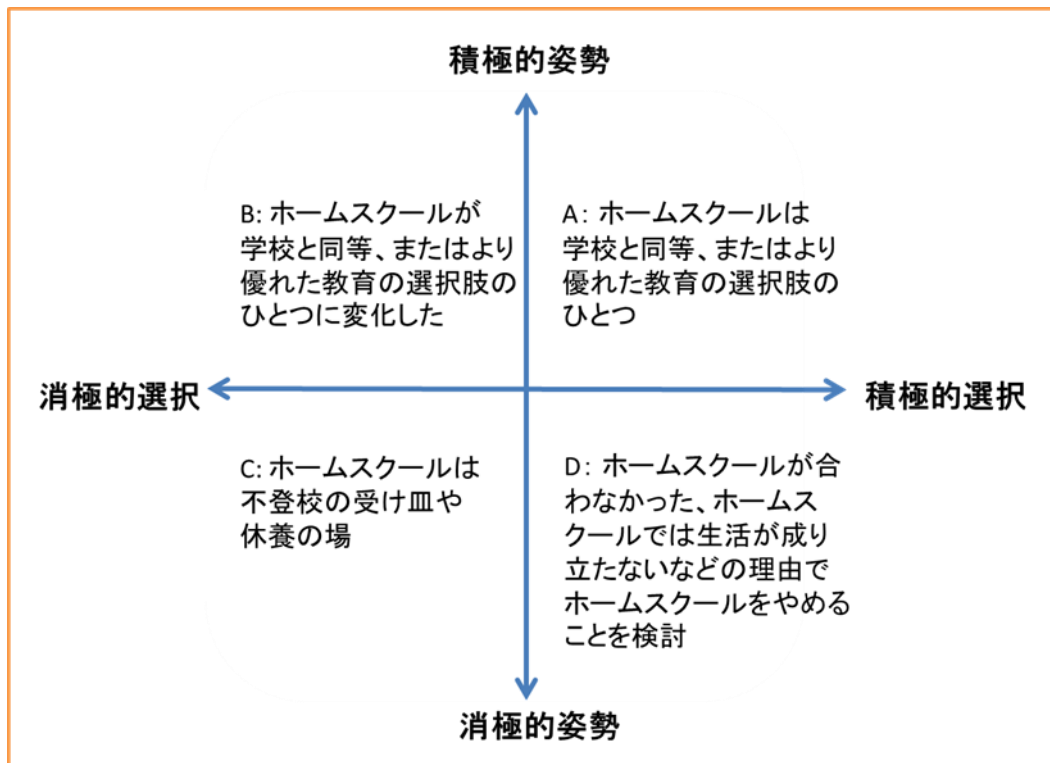 積極的姿勢
B: ホームスクールが
学校と同等、またはより
優れた教育の選択肢の
ひとつに変化した
A: ホームスクールは
学校と同等、またはより
優れた教育の選択肢の
ひとつ
消極的選択
積極的選択
C: ホームスクールは
不登校の受け皿や
休養の場
D: ホームスクールが合
わなかった、ホームス
クールでは生活が成り
立たないなどの理由で
ホームスクールをやめる
ことを検討
消極的姿勢